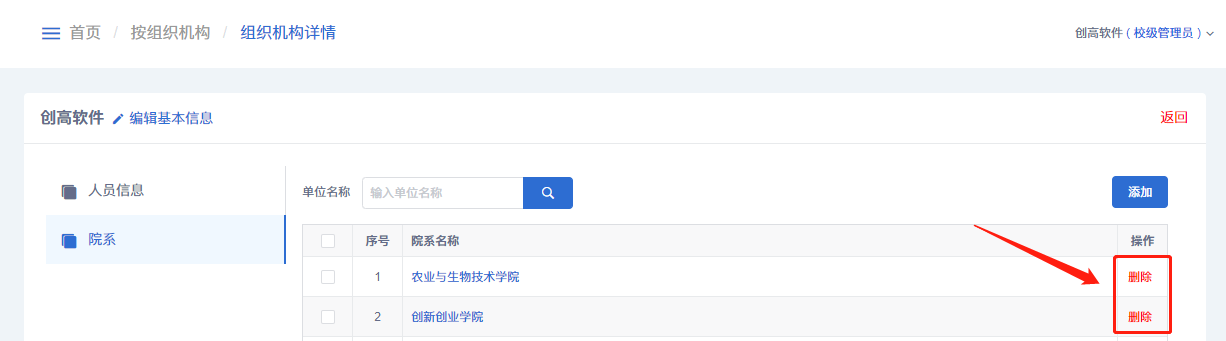 首页 / 按组织机构 / 组织机构详情
创高软件 ( 校级管理员 )
创高软件 编辑基本信息
返回
人员信息
院系
单位名称 输入单位名称
添加
序号 院系名称 操作
1 农业与生物技术学院 删除
2 创新创业学院 删除